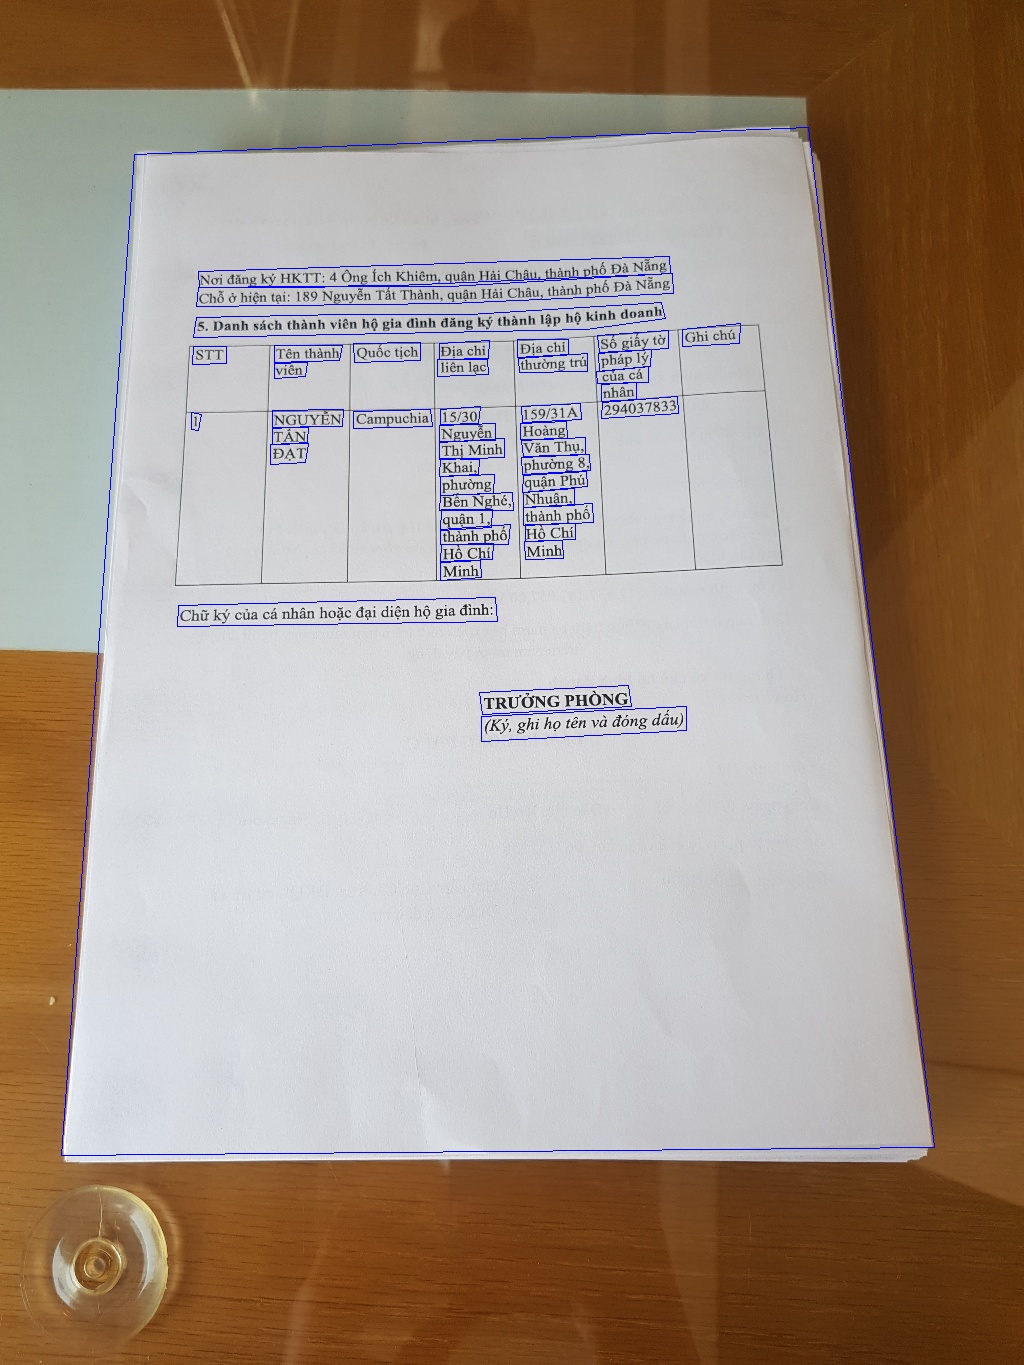 Nơi đăng ký HKTT: 4 Ông Ích Khiêm, quận Hải Châu, thành phố Đà Nẵng
Chỗ ở hiện tại: 189 Nguyễn Tất Thành, quận Hải Châu, thành phố Đà Nẵng
5. Danh sách thành viên hộ gia đình đăng ký thành lập hộ kinh doanh
STT
Tên thành
viên
Quốc tịch
Địa chỉ
liên lạc
Địa chỉ
thường trú
Số giấy tờ
pháp lý
của cá
nhân
Ghi chú
1
NGUYỄN
TẤN
ĐẠT
Campuchia
15/30
Nguyễn
Thị Minh
Khai,
phường
Bến Nghé,
quận 1,
thành phố
Hồ Chí
Minh
159/31A
Hoàng
Văn Thụ,
phường 8,
quận Phú
Nhuận,
thành phố
Hồ Chí
Minh
294037833
Chữ ký của cá nhân hoặc đại diện hộ gia đình:
TRƯỞNG PHÒNG
(Ký, ghi họ tên và đóng dấu)